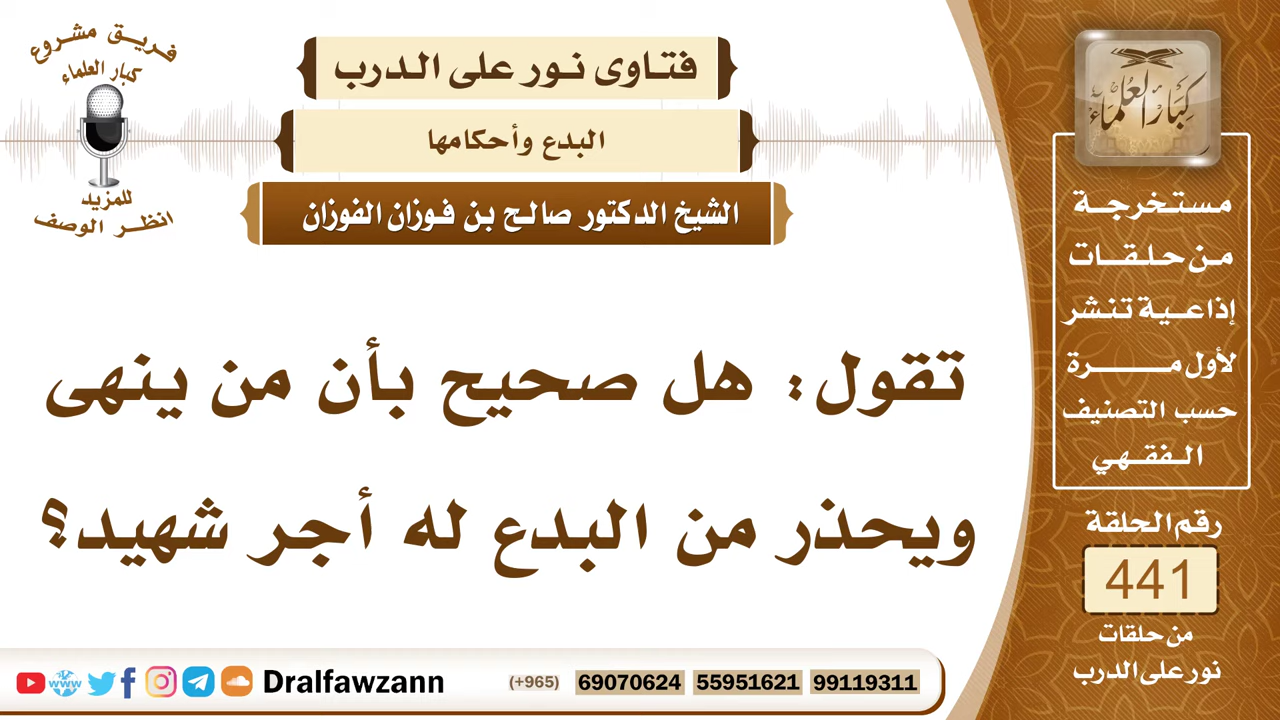 فريق مشروع
كبار العلماء
للمزيد
انظر الوصف
فتاوى نور على الدرب
البدع وأحكامها
الشيخ الدكتور صالح بن فوزان الفوزان
تقول: هل صحيح بأن من ينهى
ويحذر من البدع له أجر شهيد؟
كبار العلماء
مستخرجة
من حلقات
إذاعية تنشر
لأول مرة
حسب التصنيف
الفقهي
رقم الحلقة
441
من حلقات
نور على الدرب
www
Dralfawzann
(+965) 69070624 55951621 99119311